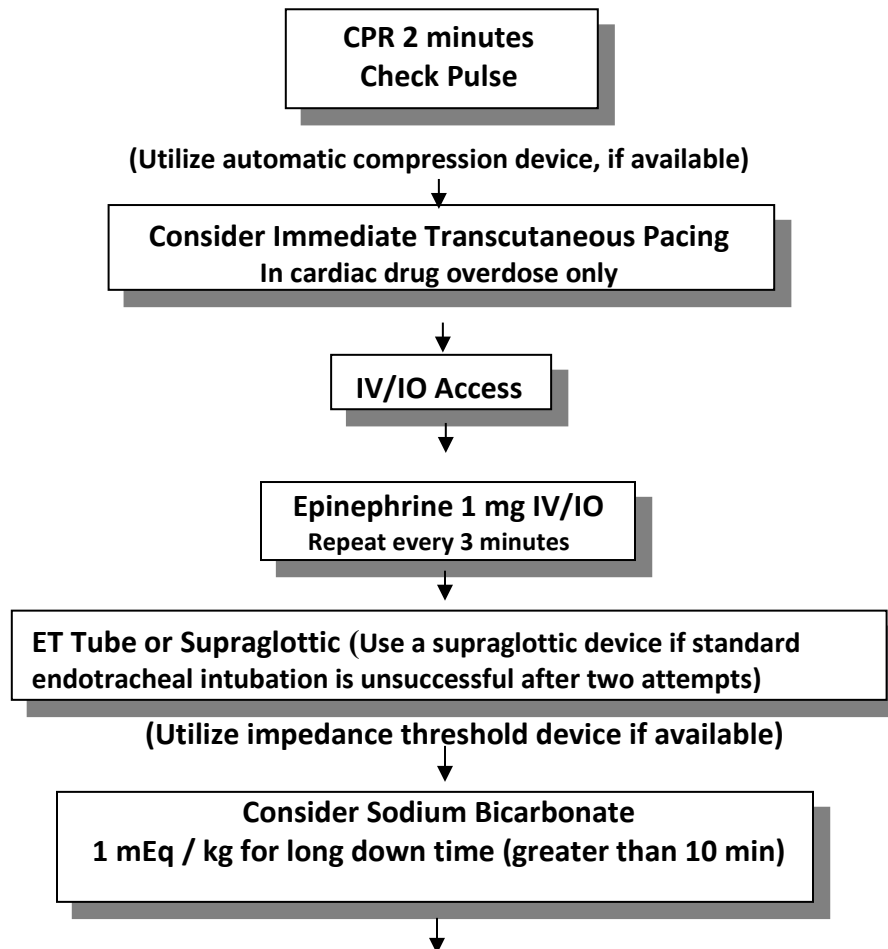 CPR 2 minutes
Check Pulse
(Utilize automatic compression device, if available)
Consider Immediate Transcutaneous Pacing
In cardiac drug overdose only
IV/IO Access
Epinephrine 1 mg IV/IO
Repeat every 3 minutes
ET Tube or Supraglottic (Use a supraglottic device if standard
endotracheal intubation is unsuccessful after two attempts)
(Utilize impedance threshold device if available)
Consider Sodium Bicarbonate
1 mEq / kg for long down time (greater than 10 min)